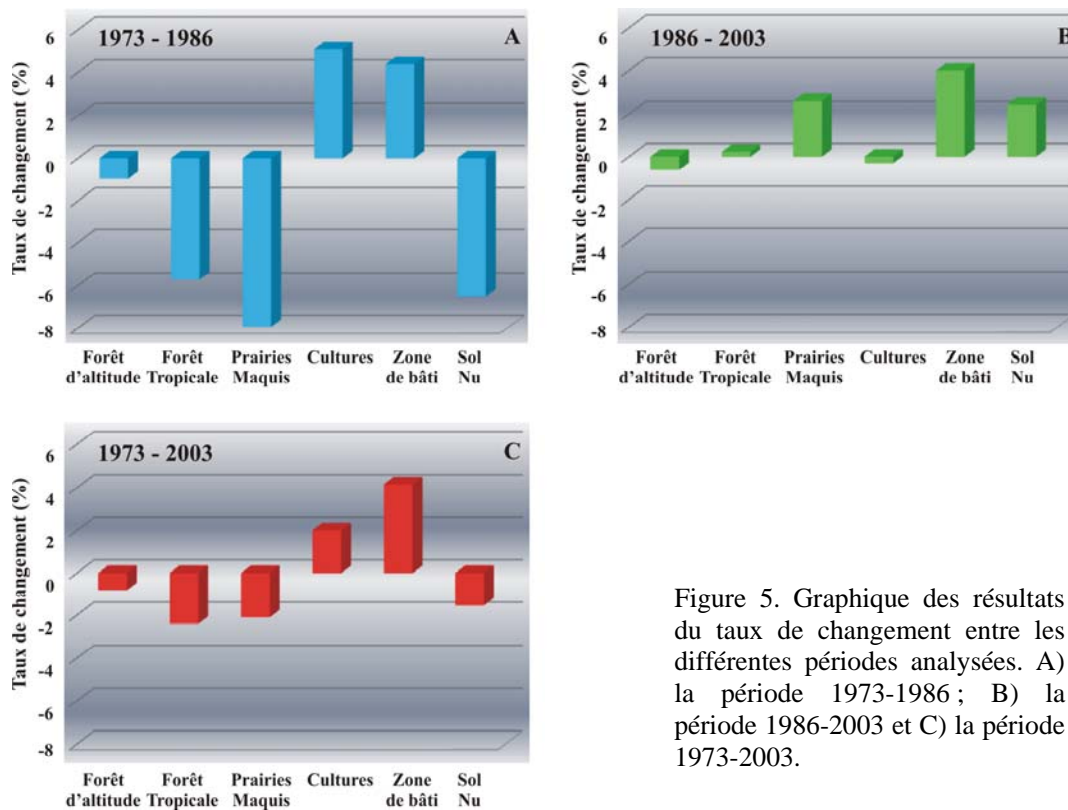 1973 - 1986 A
Taux de changement (%)
6
4
2
0
-2
-4
-6
-8
Forêt d’altitude
Forêt Tropicale
Prairies Maquis
Cultures
Zone de bâti
Sol Nu
1986 - 2003 B
Taux de changement (%)
6
4
2
0
-2
-4
-6
-8
Forêt d’altitude
Forêt Tropicale
Prairies Maquis
Cultures
Zone de bâti
Sol Nu
1973 - 2003 C
Taux de changement (%)
6
4
2
0
-2
-4
-6
-8
Forêt d’altitude
Forêt Tropicale
Prairies Maquis
Cultures
Zone de bâti
Sol Nu
Figure 5. Graphique des résultats
du taux de changement entre les
différentes périodes analysées. A)
la période 1973-1986 ; B) la
période 1986-2003 et C) la période
1973-2003.